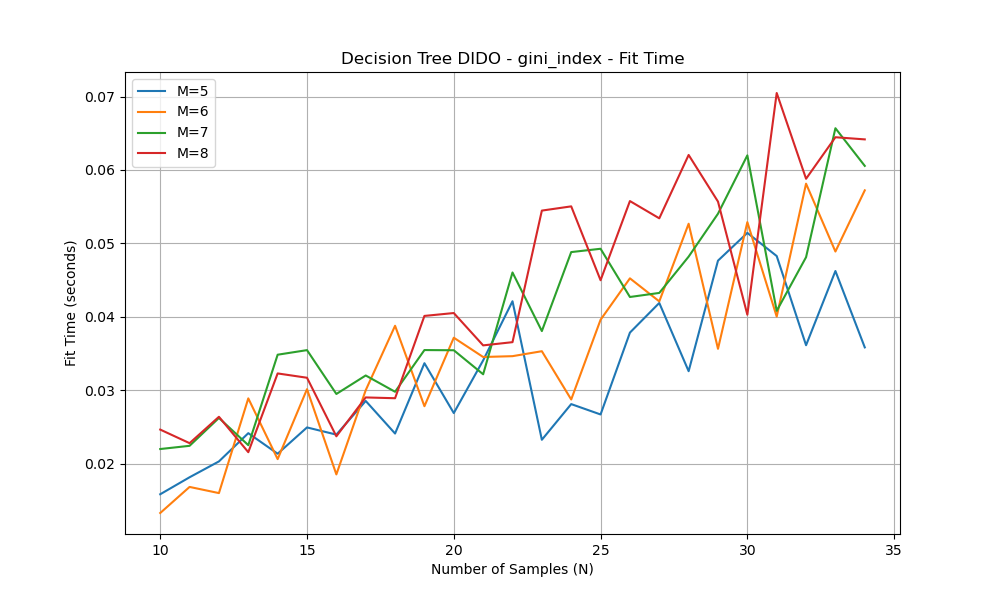 Decision Tree DIDO - gini_index - Fit Time
M=5
M=6
M=7
M=8
0.07
0.06
0.05
0.04
0.03
0.02
Fit Time (seconds)
10
15
20
25
30
35
Number of Samples (N)